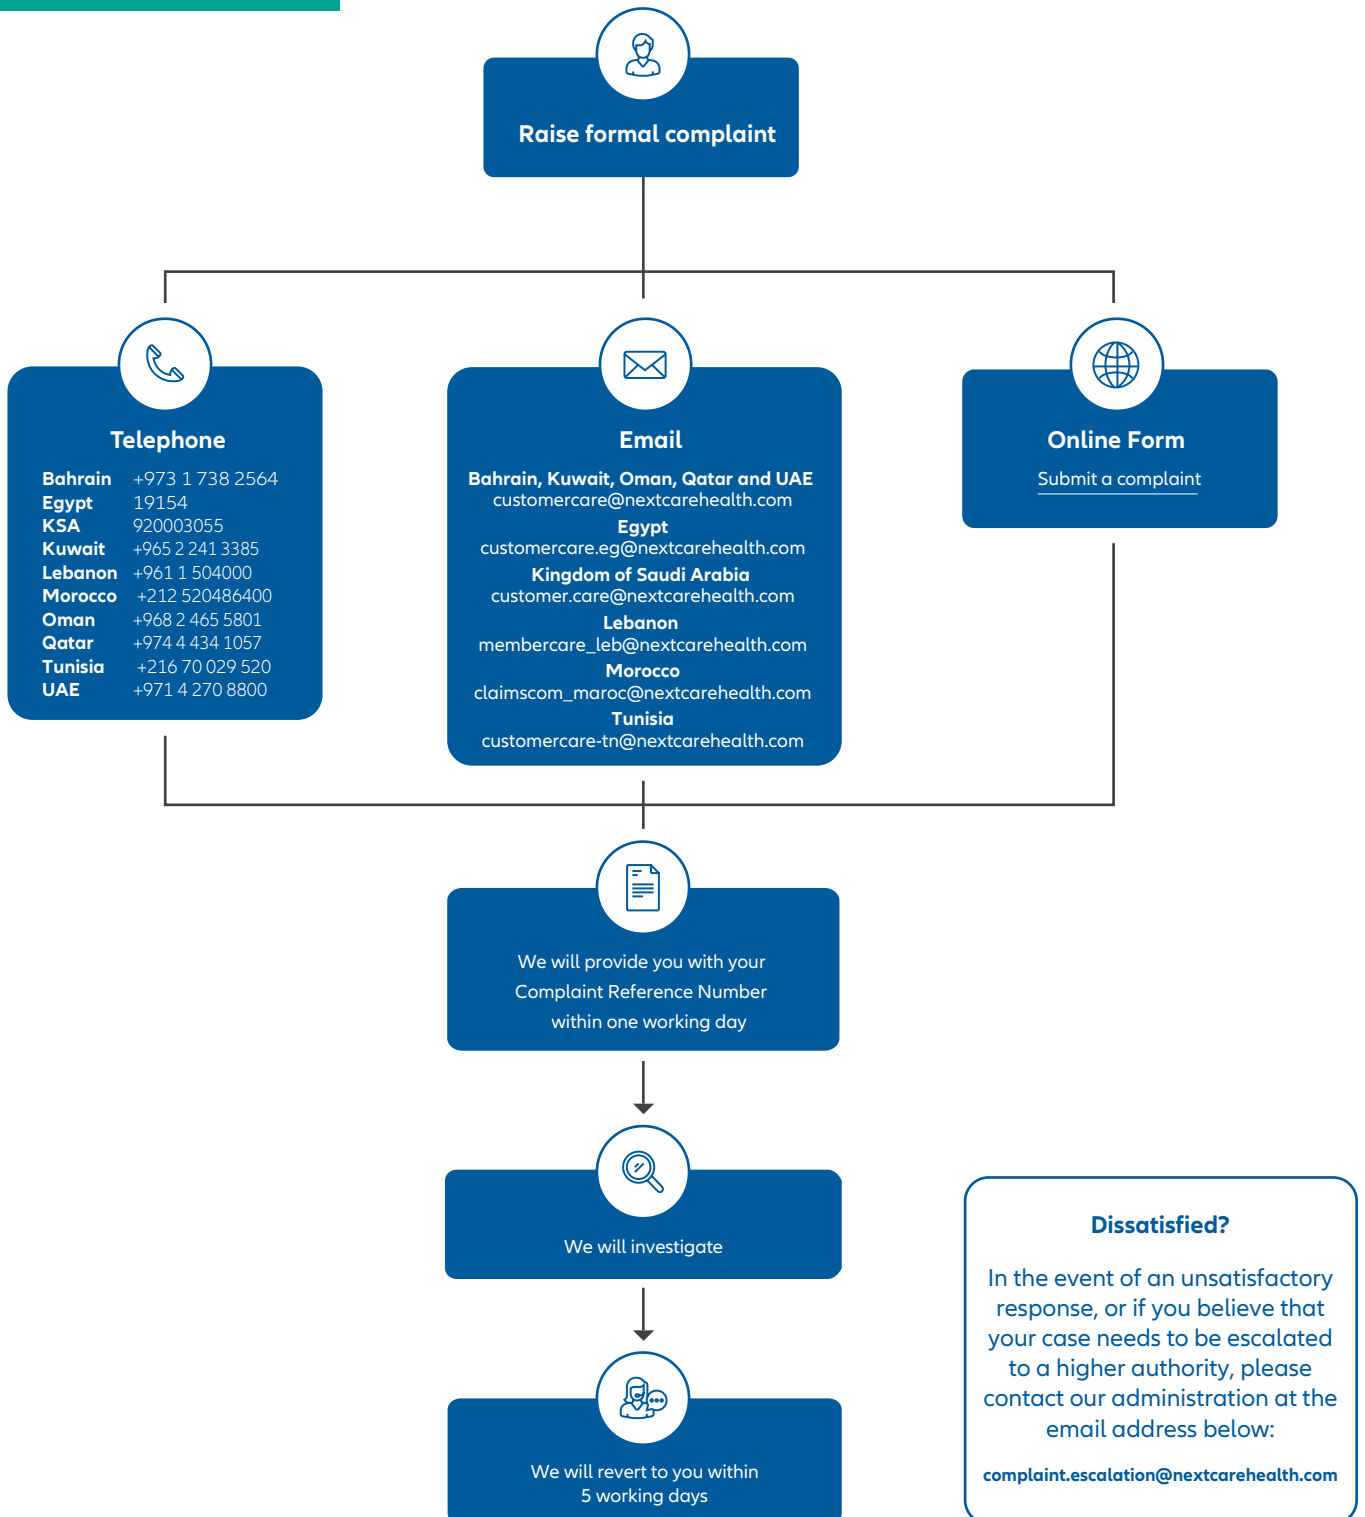 Raise formal complaint
Telephone
Bahrain +973 1 738 2564
Egypt 19154
KSA 920003055
Kuwait +965 2 241 3385
Lebanon +961 1 504000
Morocco +212 520486400
Oman +968 2 465 5801
Qatar +974 4 434 1057
Tunisia +216 70 029 520
UAE +971 4 270 8800
Email
Bahrain, Kuwait, Oman, Qatar and UAE
customercare@nextcarehealth.com
Egypt
customercare.eg@nextcarehealth.com
Kingdom of Saudi Arabia
customer.care@nextcarehealth.com
Lebanon
membercare_leb@nextcarehealth.com
Morocco
claimscom_maroc@nextcarehealth.com
Tunisia
customercare-tn@nextcarehealth.com
Online Form
Submit a complaint
We will provide you with your
Complaint Reference Number
within one working day
We will investigate
We will revert to you within
5 working days
Dissatisfied?
In the event of an unsatisfactory
response, or if you believe that
your case needs to be escalated
to a higher authority, please
contact our administration at the
email address below:
complaint.escalation@nextcarehealth.com